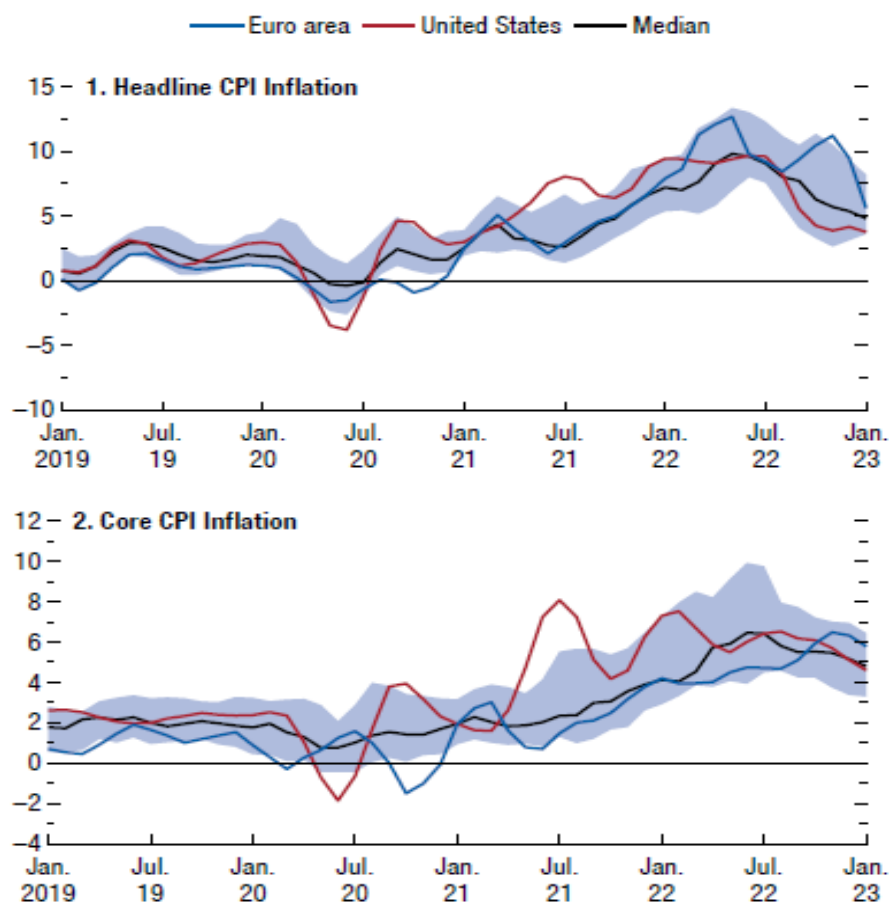 Euro area United States Median
1. Headline CPI Inflation
15
10
5
0
–5
–10
Jan. Jul. Jan. Jul. Jan. Jul. Jan. Jul. Jan.
2019 19 20 20 21 21 22 22 23
2. Core CPI Inflation
12
10
8
6
4
2
0
–2
–4
Jan. Jul. Jan. Jul. Jan. Jul. Jan. Jul. Jan.
2019 19 20 20 21 21 22 22 23